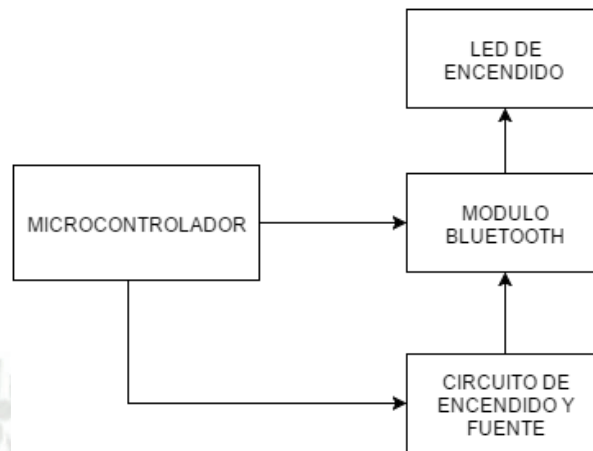 LED DE
ENCENDIDO
MICROCONTROLADOR
MODULO
BLUETOOTH
CIRCUITO DE
ENCENDIDO Y
FUENTE